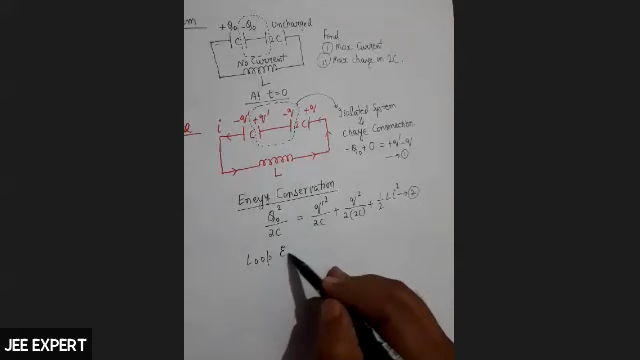 +Q₀ -Q₀ Uncharged
C 2C
No Current
L
At t=0
Find
(i) Max Current
(ii) Max charge on 2C.
i -q' +q' -q +q
C 2C
L
Isolated System
Charge Conservation
-Q₀ + 0 = +q' - q
→ ①
Energy Conservation
Q₀²/2C = q'²/2C + q²/2(2C) + 1/2 L i² → ②
Loop E
JEE EXPERT